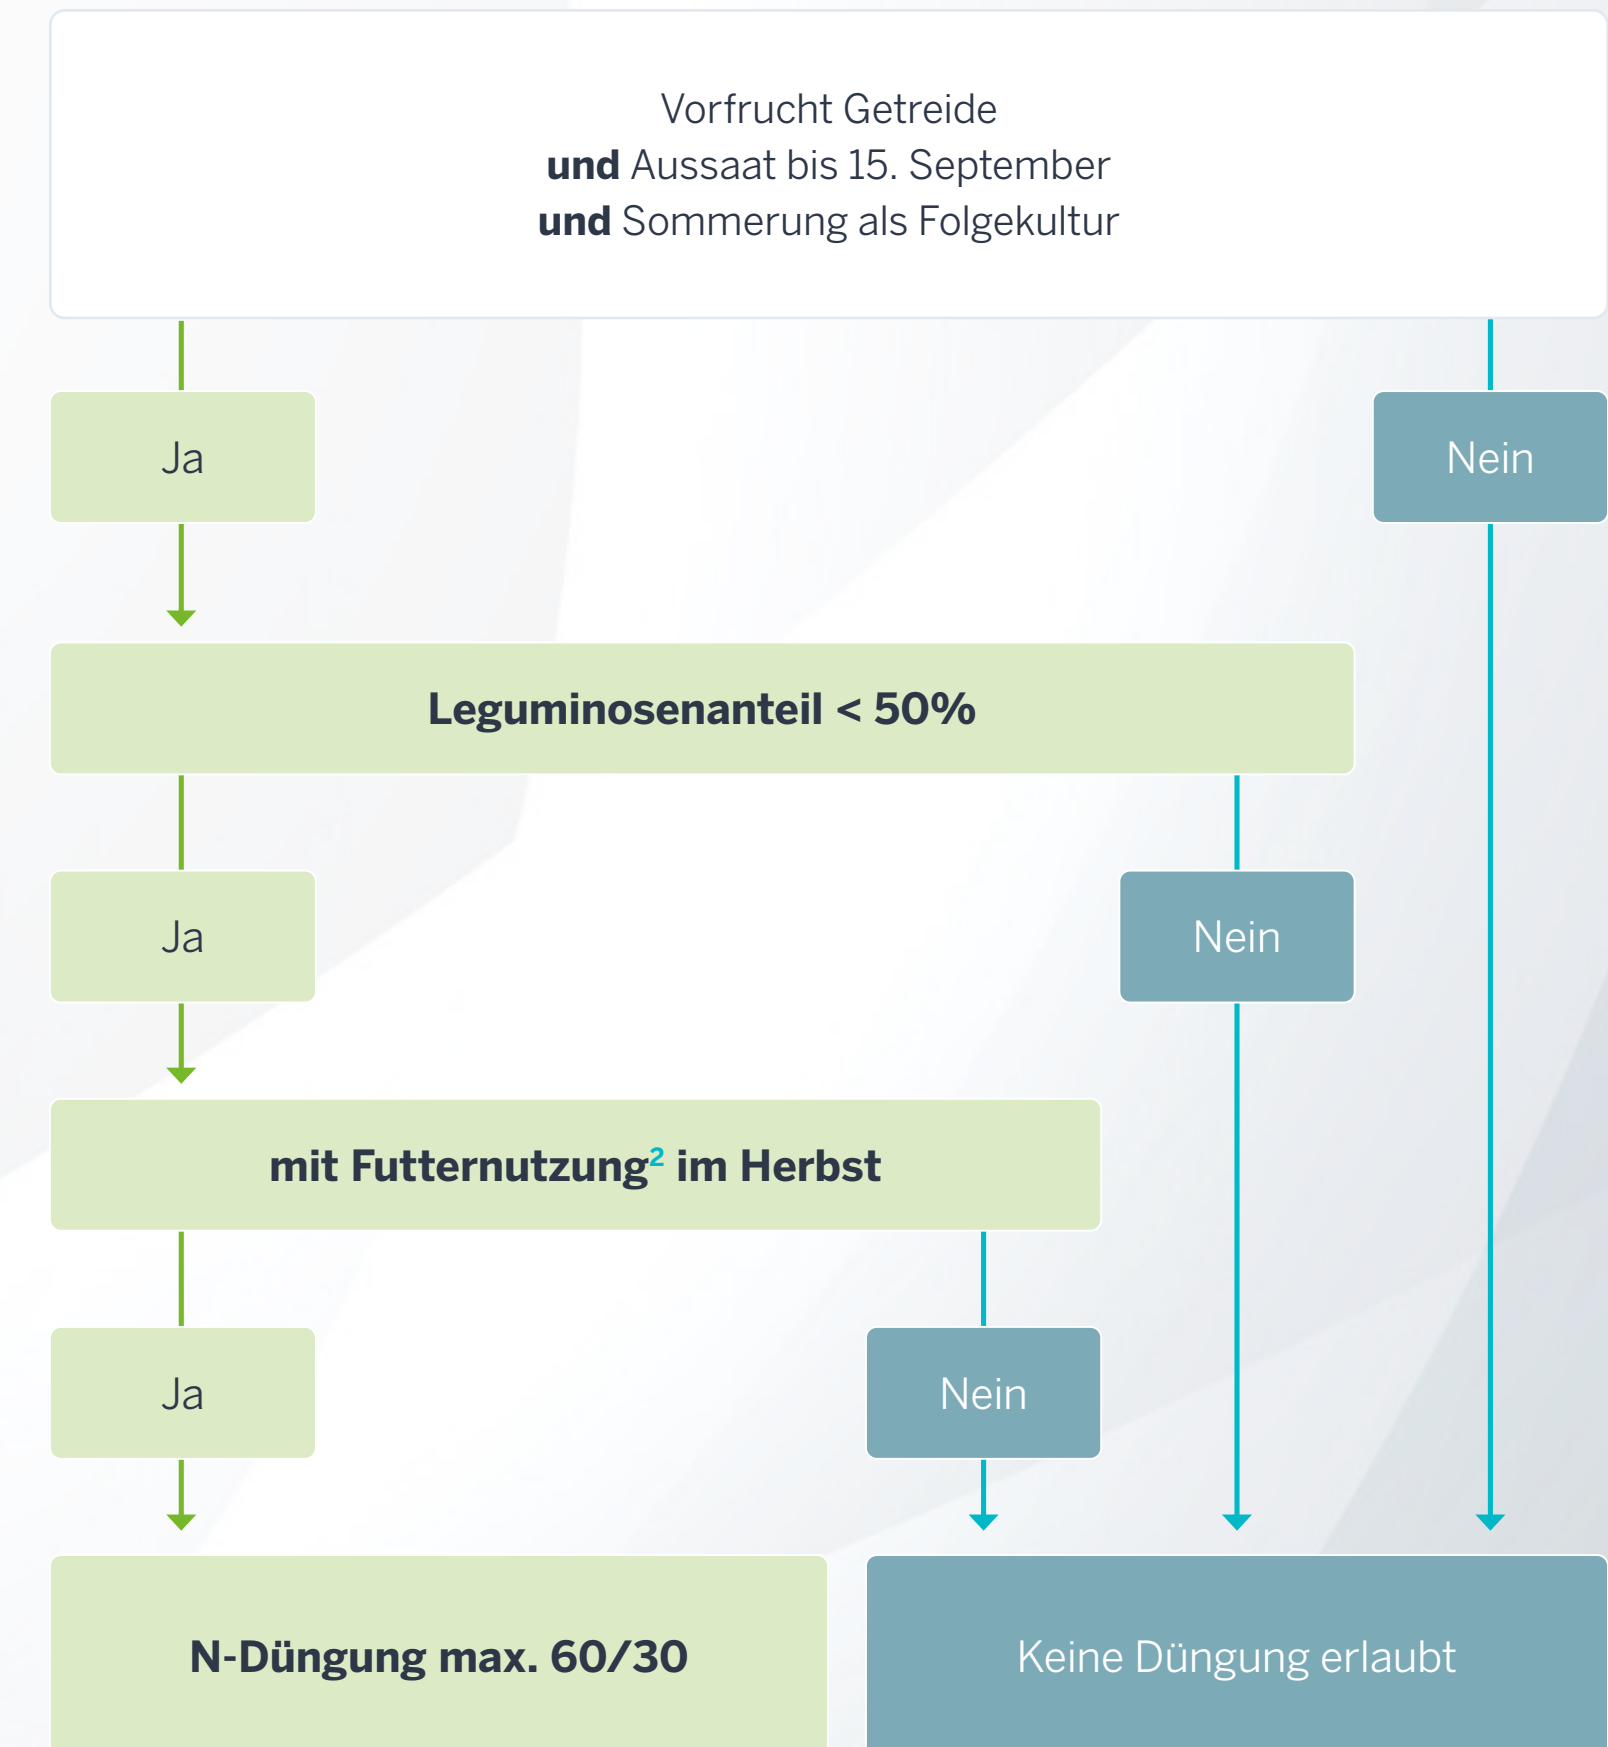 Vorfrucht Getreide
und Aussaat bis 15. September
und Sommerung als Folgekultur
Ja
Nein
Leguminosenanteil < 50%
Ja
Nein
mit Futternutzung² im Herbst
Ja
Nein
N-Düngung max. 60/30
Keine Düngung erlaubt